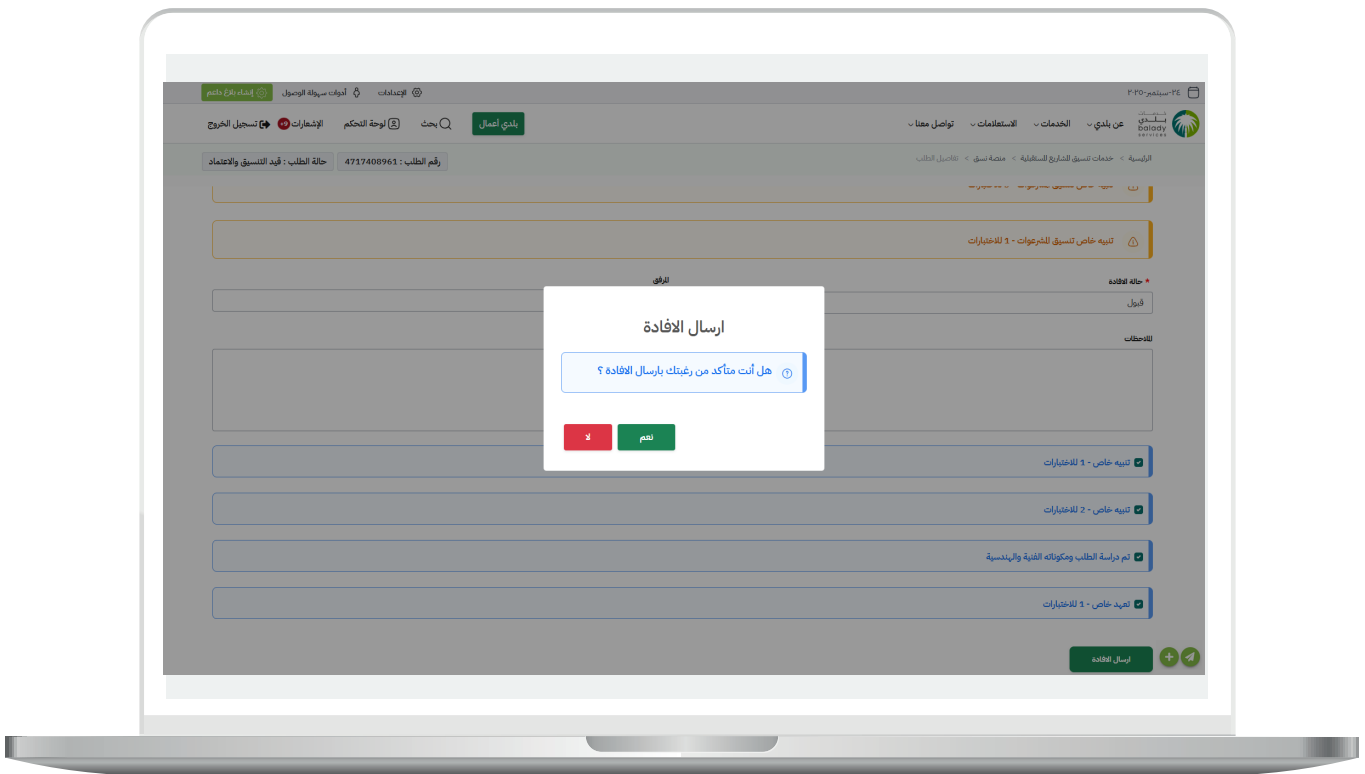 ٢٤-سبتمبر-٢٠٢٥
الإعدادات
أدوات سهولة الوصول
إنشاء بلاغ داعم
بلدي
balady
services
عن بلدي
الخدمات
الاستعلامات
تواصل معنا
بلدي أعمال
بحث
لوحة التحكم
الإشعارات
+9
تسجيل الخروج
الرئيسية > خدمات تنسيق المشاريع المستقبلية > منصة نسق > تفاصيل الطلب
رقم الطلب : 4717408961
حالة الطلب : قيد التنسيق والاعتماد
تنبيه خاص تنسيق المشرعوات - 1 للاختبارات
* حالة الافادة
المرفق
قبول
الملاحظات
ارسال الافادة
هل أنت متأكد من رغبتك بارسال الافادة ؟
نعم
لا
تنبيه خاص - 1 للاختبارات
تنبيه خاص - 2 للاختبارات
تم دراسة الطلب ومكوناته الفنية والهندسية
تعهد خاص - 1 للاختبارات
ارسال الافادة